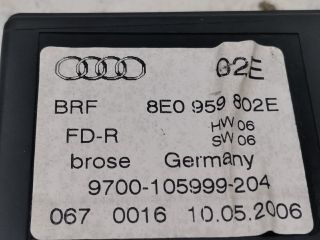 02E
BRF 8E0 959 802E
FD-R HW 06
SW 06
brose Germany
9700-105999-204
067 0016 10.05.2006